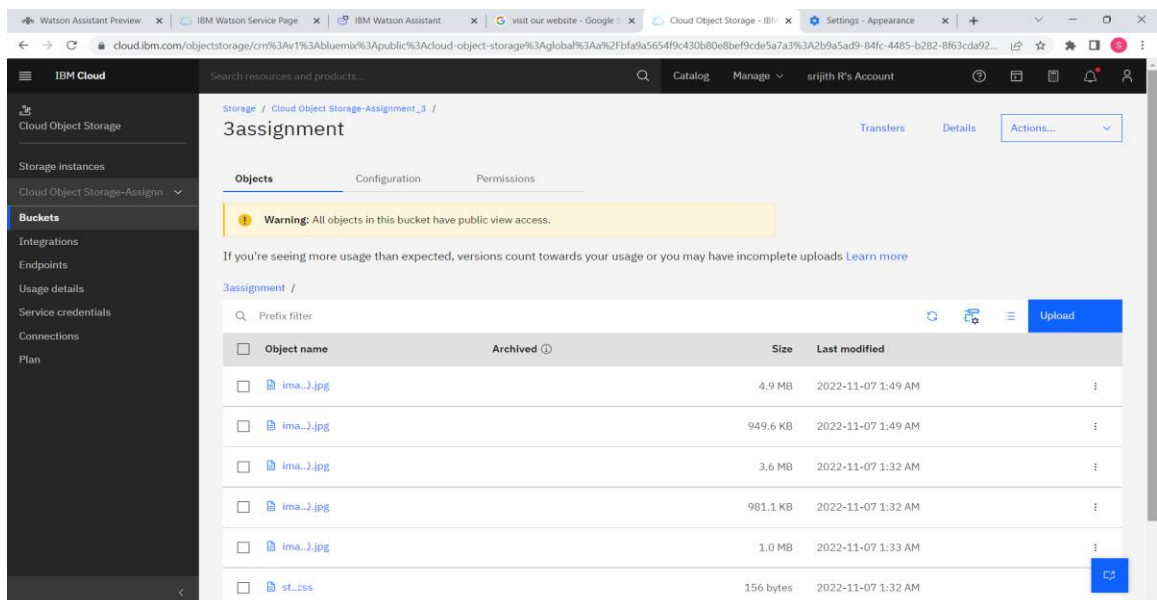 Watson Assistant Preview
IBM Watson Service Page
IBM Watson Assistant
visit our website - Google S
Cloud Object Storage - IBM
Settings - Appearance
IBM Cloud
Search resources and products...
Catalog
Manage
srijith R's Account
Cloud Object Storage
Storage instances
Cloud Object Storage-Assignn
Buckets
Integrations
Endpoints
Usage details
Service credentials
Connections
Plan
Storage / Cloud Object Storage-Assignment_3 /
3assignment
Transfers
Details
Actions...
Objects
Configuration
Permissions
Warning: All objects in this bucket have public view access.
If you're seeing more usage than expected, versions count towards your usage or you may have incomplete uploads Learn more
3assignment /
Prefix filter
Upload
Object name Archived Size Last modified
ima..).jpg 4.9 MB 2022-11-07 1:49 AM
ima..).jpg 949.6 KB 2022-11-07 1:49 AM
ima..).jpg 3.6 MB 2022-11-07 1:32 AM
ima..).jpg 981.1 KB 2022-11-07 1:32 AM
ima..).jpg 1.0 MB 2022-11-07 1:33 AM
st..css 156 bytes 2022-11-07 1:32 AM